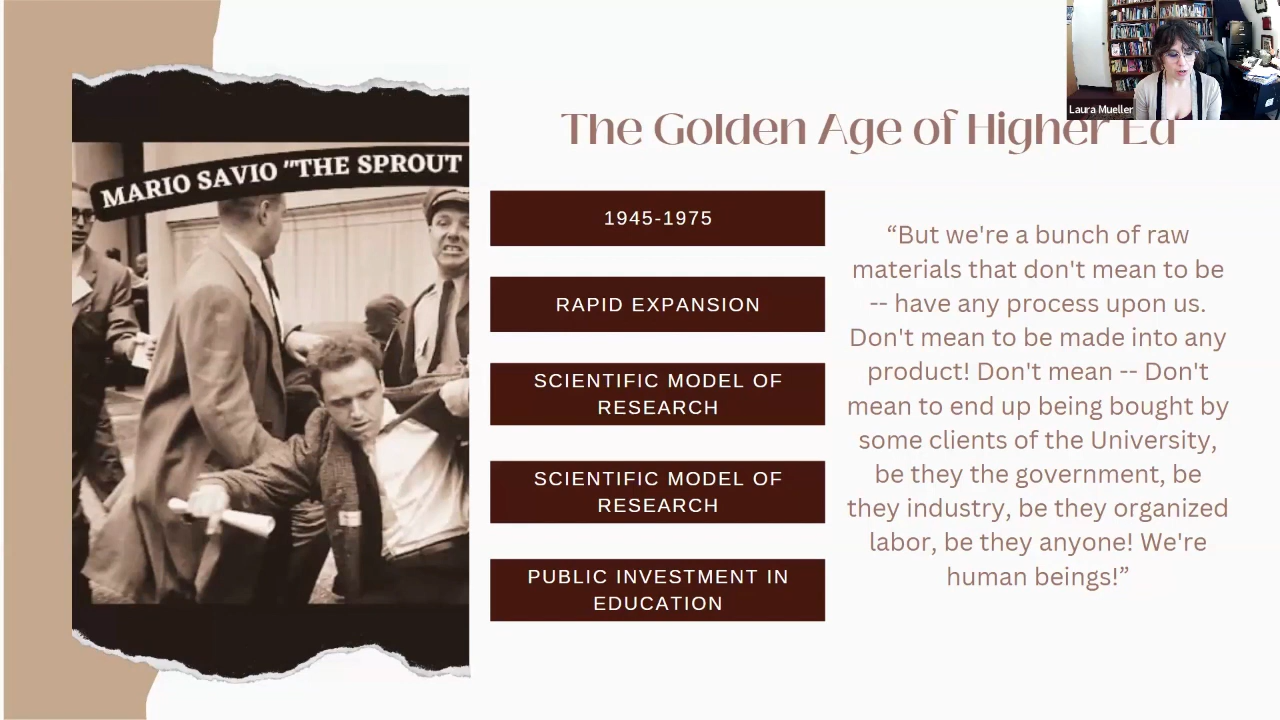 Laura Mueller
The Golden Age of Higher Ed
MARIO SAVIO "THE SPROUT
1945-1975
RAPID EXPANSION
SCIENTIFIC MODEL OF
RESEARCH
SCIENTIFIC MODEL OF
RESEARCH
PUBLIC INVESTMENT IN
EDUCATION
“But we're a bunch of raw
materials that don't mean to be
-- have any process upon us.
Don't mean to be made into any
product! Don't mean -- Don't
mean to end up being bought by
some clients of the University,
be they the government, be
they industry, be they organized
labor, be they anyone! We're
human beings!”